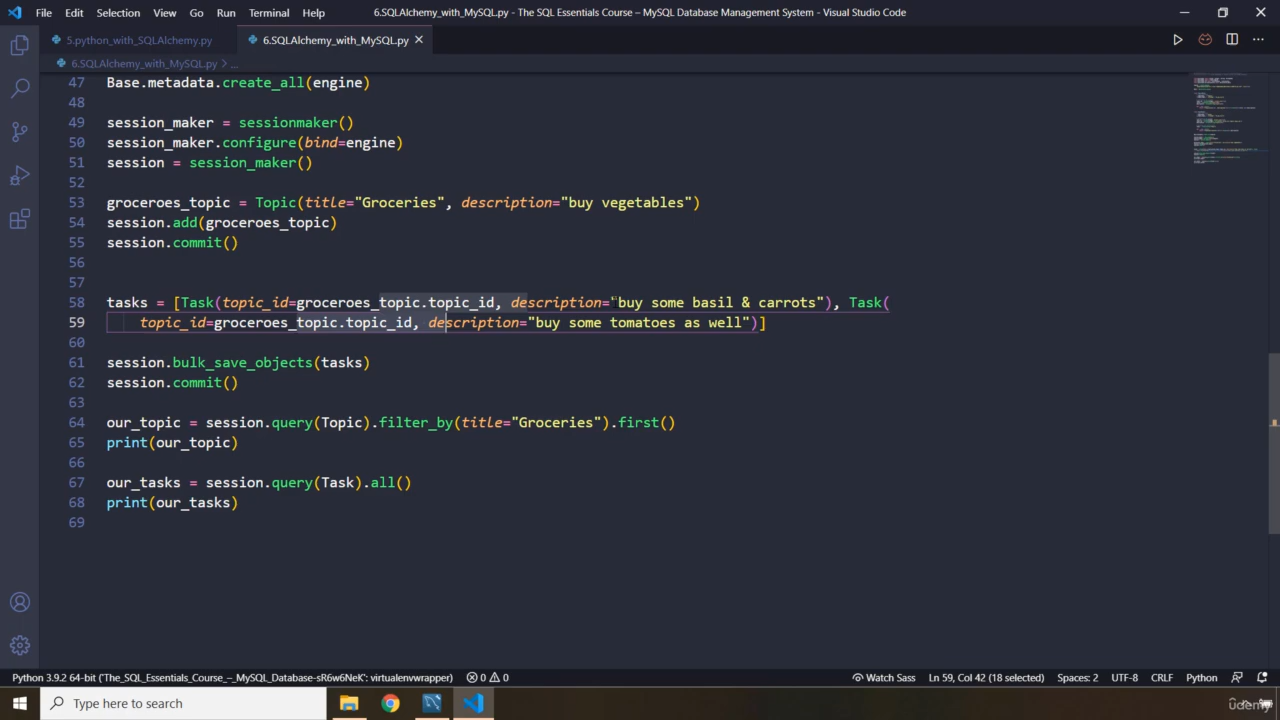 File Edit Selection View Go Run Terminal Help 6.SQLAlchemy_with_MySQL.py - The SQL Essentials Course – MySQL Database Management System - Visual Studio Code
5.python_with_SQLAlchemy.py 6.SQLAlchemy_with_MySQL.py
6.SQLAlchemy_with_MySQL.py > ...
47 Base.metadata.create_all(engine)
48
49 session_maker = sessionmaker()
50 session_maker.configure(bind=engine)
51 session = session_maker()
52
53 groceroes_topic = Topic(title="Groceries", description="buy vegetables")
54 session.add(groceroes_topic)
55 session.commit()
56
57
58 tasks = [Task(topic_id=groceroes_topic.topic_id, description="buy some basil & carrots"), Task(
59 topic_id=groceroes_topic.topic_id, description="buy some tomatoes as well")]
60
61 session.bulk_save_objects(tasks)
62 session.commit()
63
64 our_topic = session.query(Topic).filter_by(title="Groceries").first()
65 print(our_topic)
66
67 our_tasks = session.query(Task).all()
68 print(our_tasks)
69
Python 3.9.2 64-bit ('The_SQL_Essentials_Course_–_MySQL_Database-sR6w6NeK': virtualenvwrapper) 0 0 Watch Sass Ln 59, Col 42 (18 selected) Spaces: 2 UTF-8 CRLF Python
Type here to search
udemy